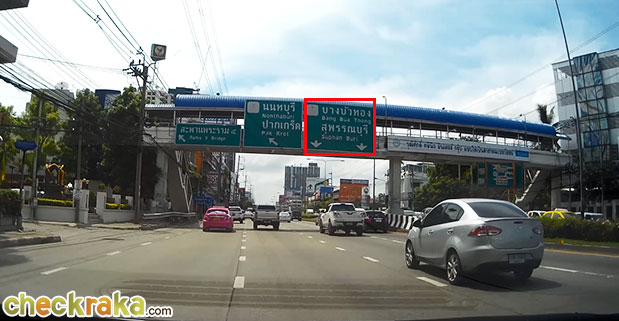 นนทบุรี
Nonthaburi
ปากเกร็ด
Pak Kret
สะพานพระราม ๔
Rama 4 Bridge
บางบัวทอง
Bang Bua Thong
สุพรรณบุรี
Suphan Buri
checkraka.com